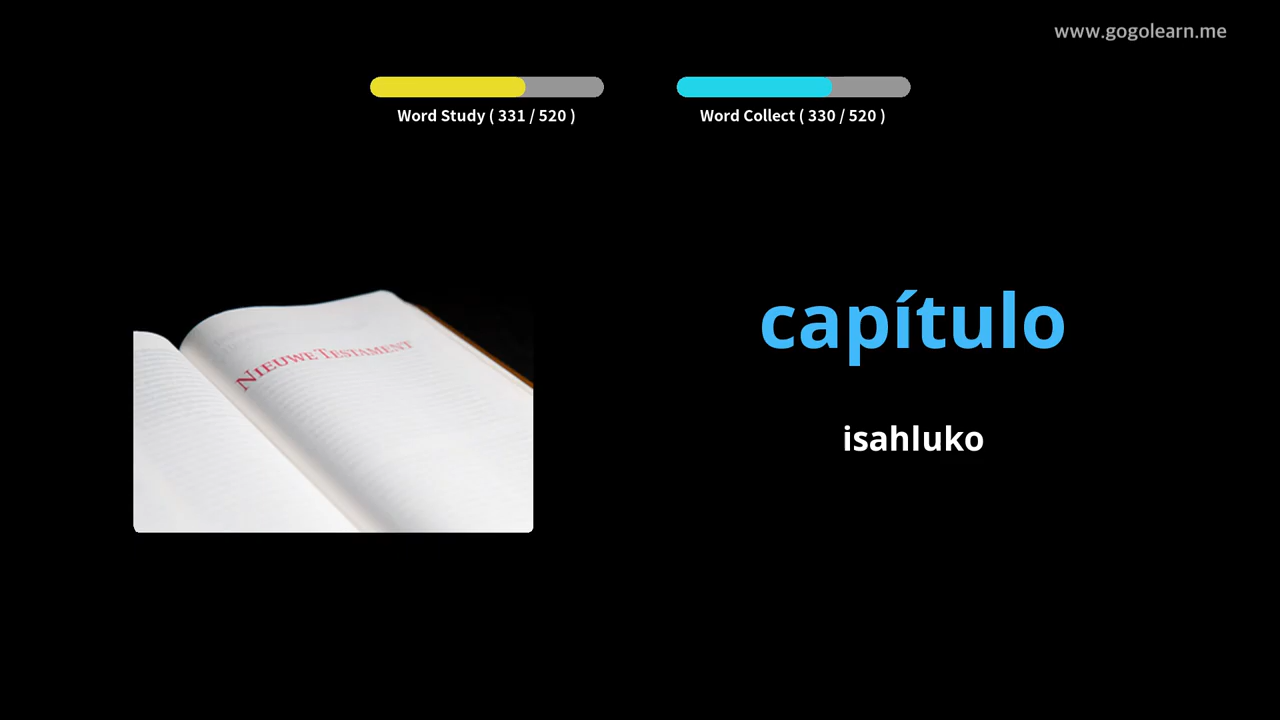 www.gogolearn.me
Word Study ( 331 / 520 )
Word Collect ( 330 / 520 )
capítulo
isahluko
NIEUWE TESTAMENT